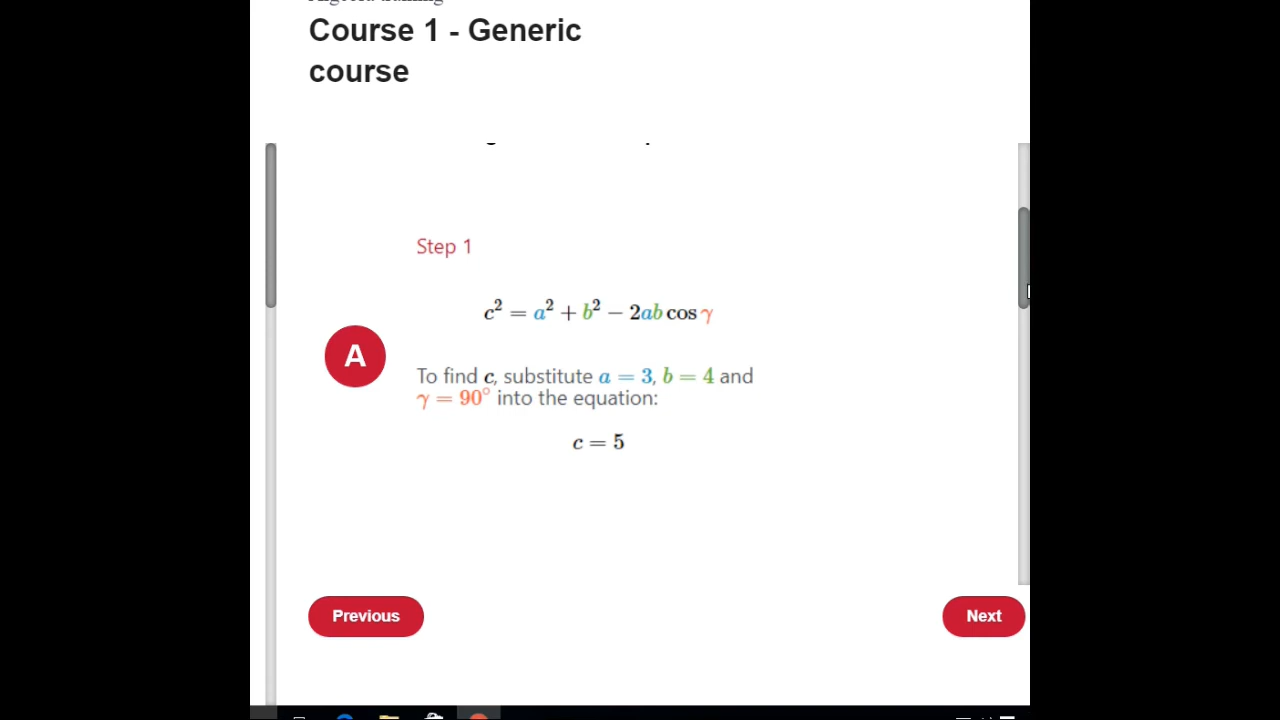 Course 1 - Generic
course
Step 1
c² = a² + b² − 2ab cos γ
A
To find c, substitute a = 3, b = 4 and
γ = 90° into the equation:
c = 5
Previous
Next